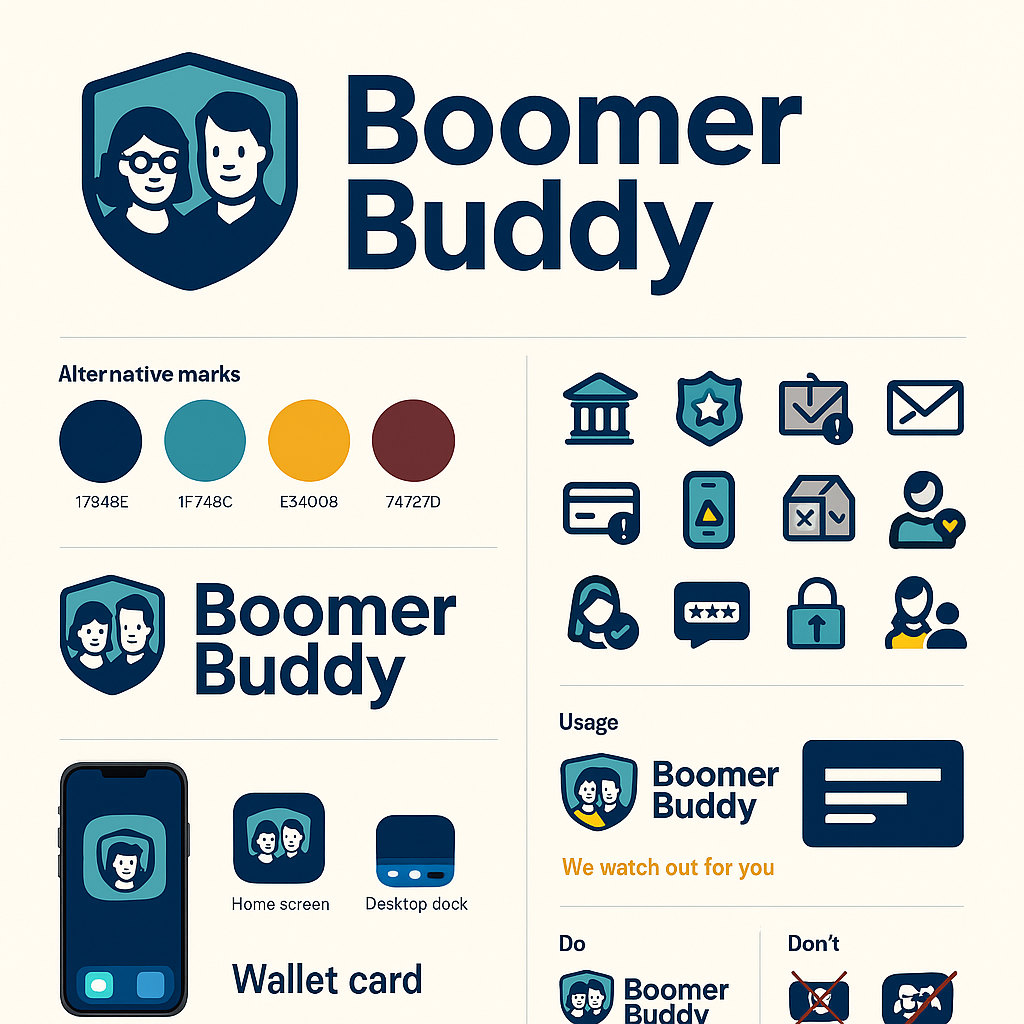 Boomer
Buddy
Alternative marks
17948E
1F748C
E34008
74727D
Boomer
Buddy
Home screen
Desktop dock
Wallet card
Usage
Boomer
Buddy
We watch out for you
Do
Don't
Boomer
Buddy